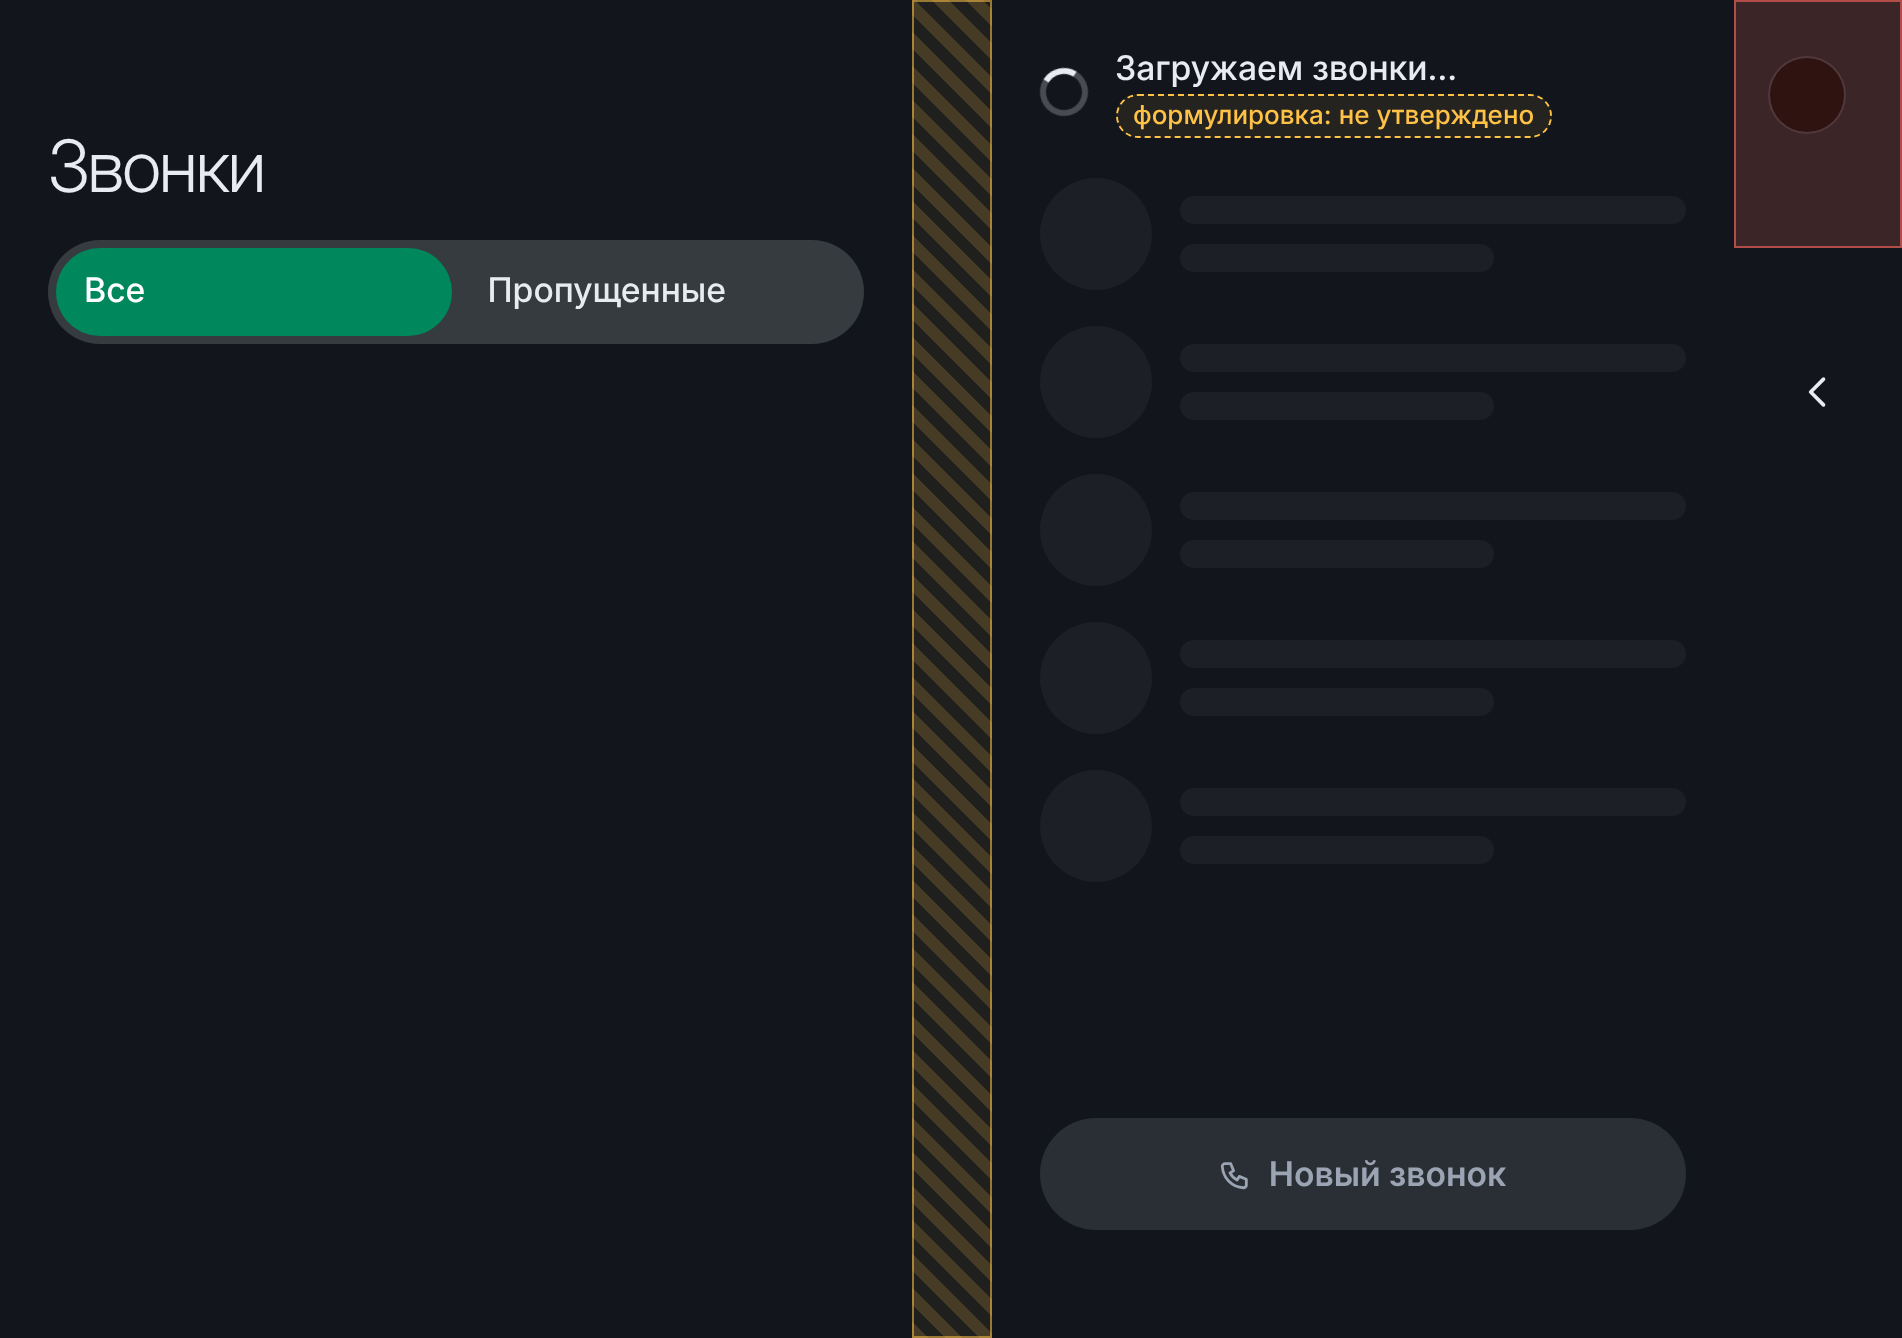 Звонки
Все
Пропущенные
Загружаем звонки...
формулировка: не утверждено
Новый звонок